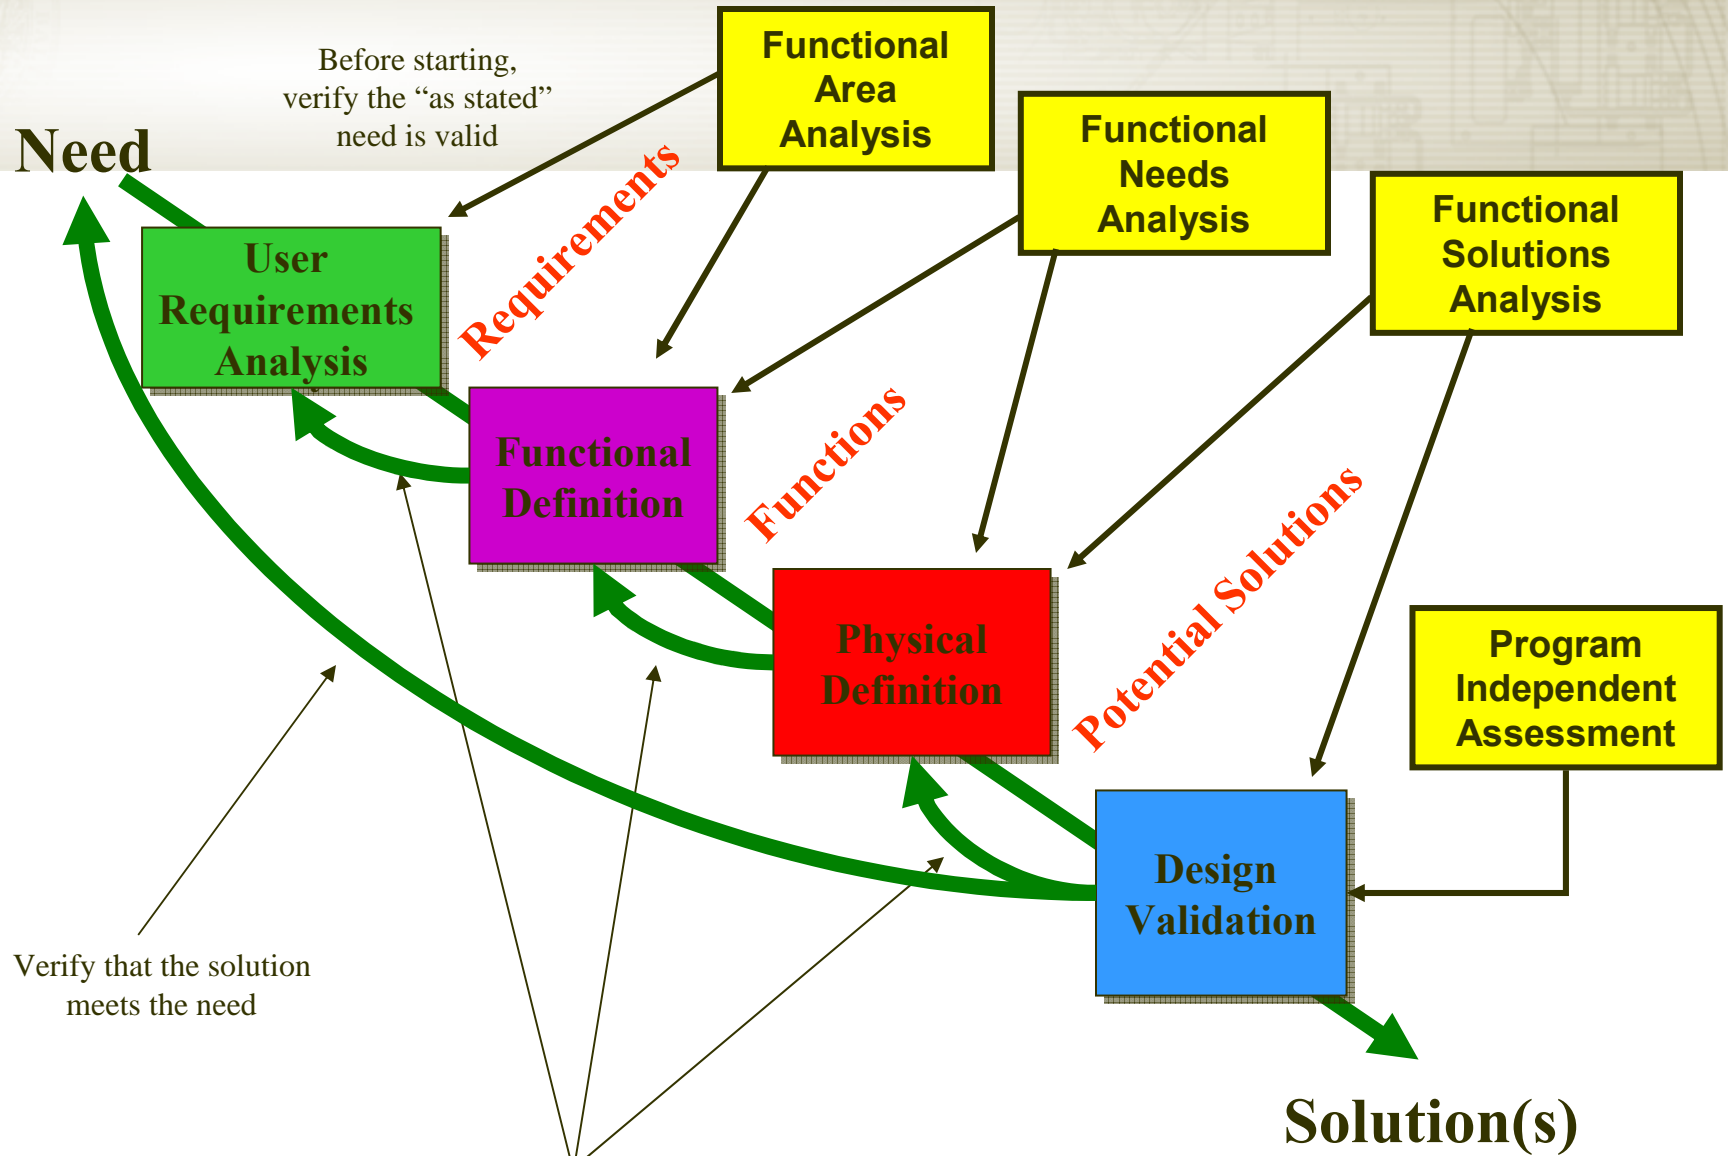 Before starting,
verify the “as stated”
need is valid
Need
Functional
Area
Analysis
Functional
Needs
Analysis
Functional
Solutions
Analysis
User
Requirements
Analysis
Requirements
Functional
Definition
Functions
Physical
Definition
Potential Solutions
Program
Independent
Assessment
Design
Validation
Verify that the solution
meets the need
Solution(s)